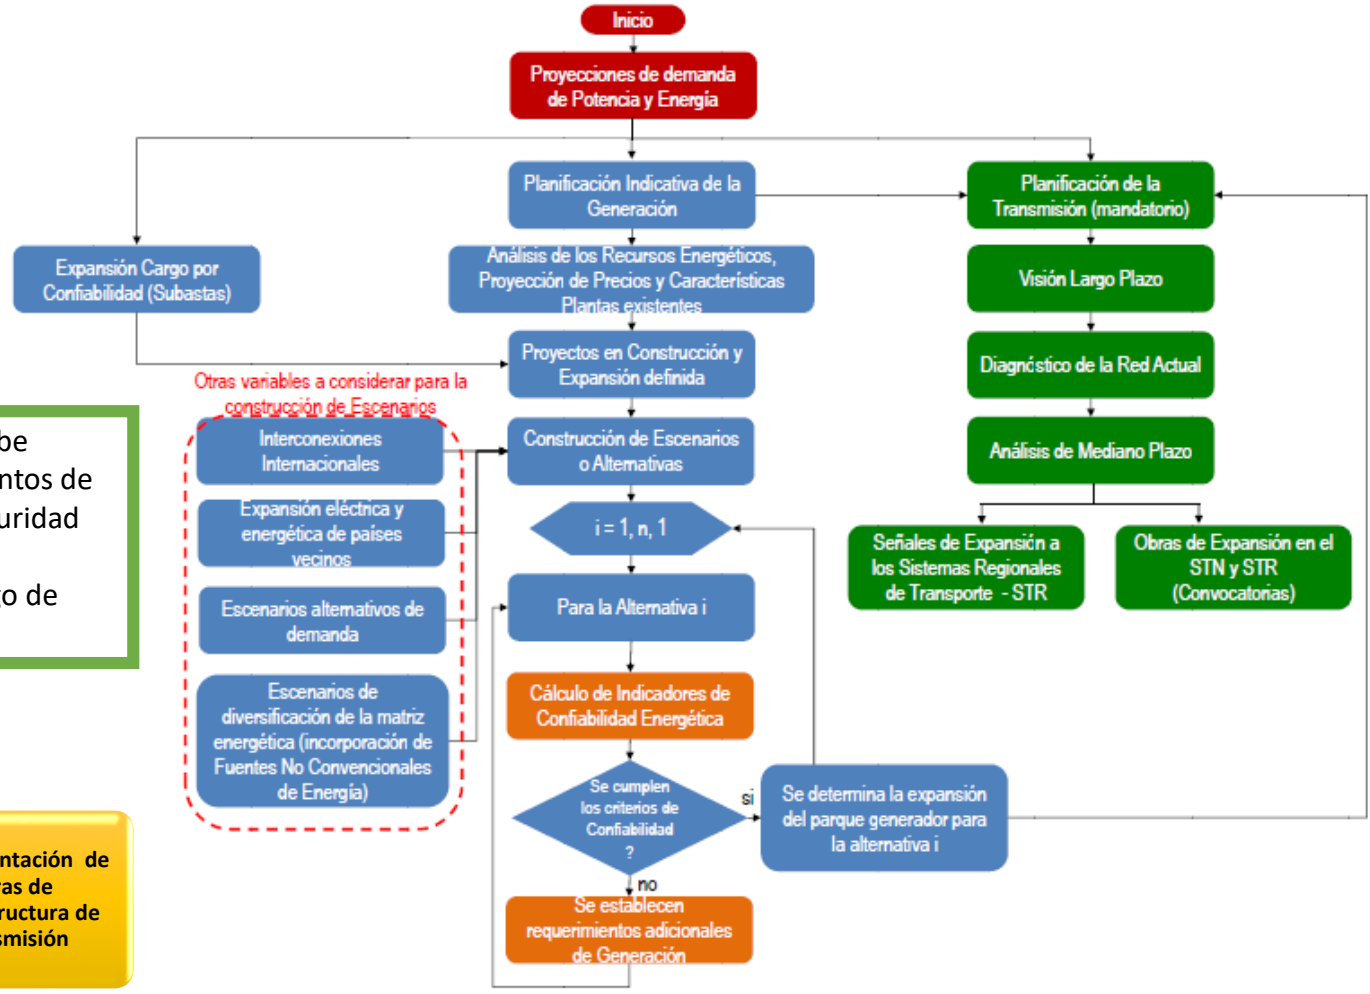 Inicio
Proyecciones de demanda
de Potencia y Energía
Planificación Indicativa de la
Generación
Planificación de la
Transmisión (mandatorio)
Expansión Cargo por
Confiabilidad (Subastas)
Análisis de los Recursos Energéticos,
Proyección de Precios y Características
Plantas existentes
Visión Largo Plazo
Proyectos en Construcción y
Expansión definida
Diagnóstico de la Red Actual
Otras variables a considerar para la
construcción de Escenarios
Interconexiones
Internacionales
Construcción de Escenarios
o Alternativas
Análisis de Mediano Plazo
Expansión eléctrica y
energética de países
vecinos
i = 1, n, 1
Señales de Expansión a
los Sistemas Regionales
de Transporte - STR
Obras de Expansión en el
STN y STR
(Convocatorias)
Escenarios alternativos de
demanda
Para la Alternativa i
Escenarios de
diversificación de la matriz
energética (incorporación de
Fuentes No Convencionales
de Energía)
Cálculo de Indicadores de
Confiabilidad Energética
Se cumplen
los criterios de
Confiabilidad
?
si
Se determina la expansión
del parque generador para
la alternativa i
no
Se establecen
requerimientos adicionales
de Generación
be
ntos de
uridad
o de
ntación de
as de
ructura de
smisión